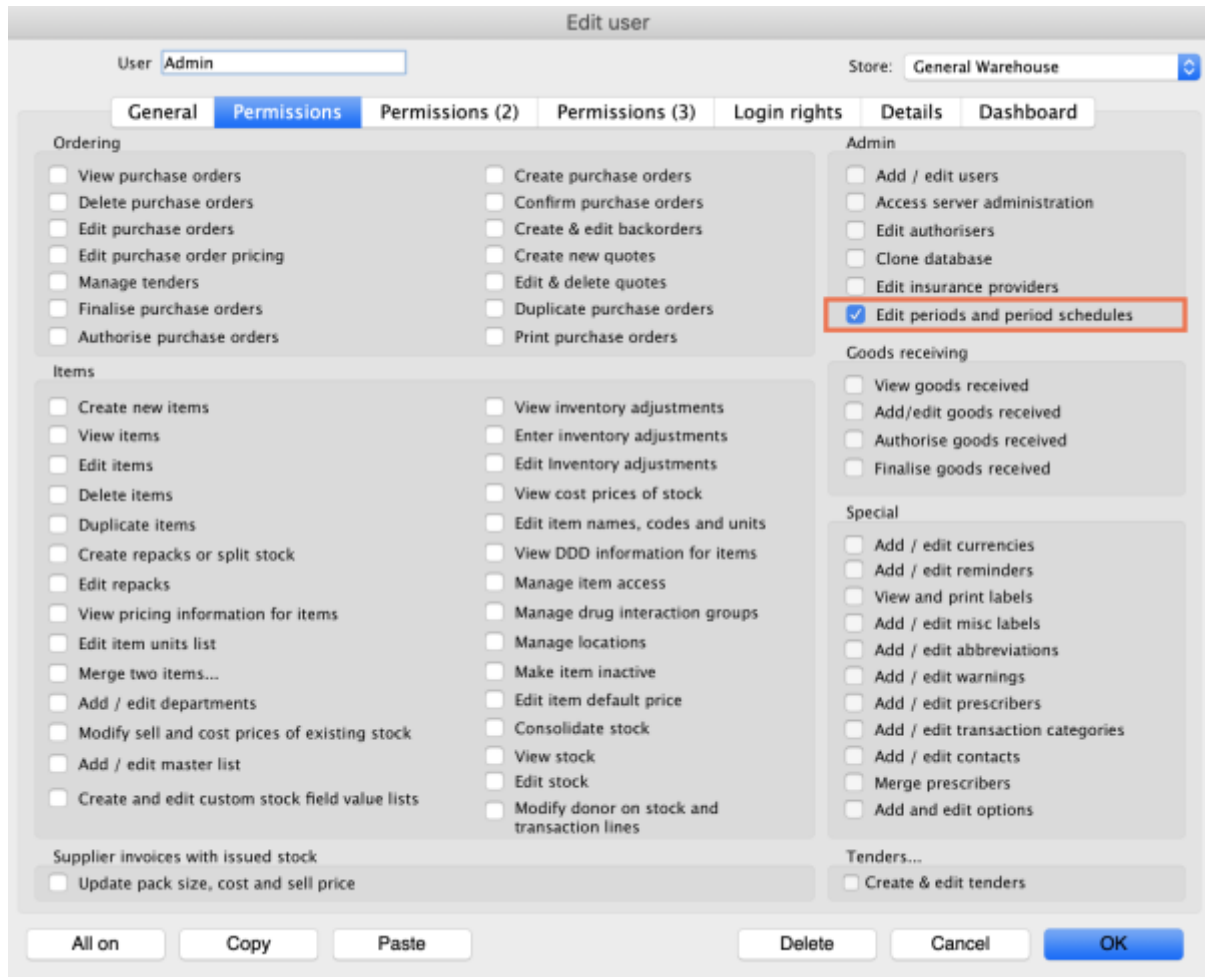 Edit user
User Admin
Store: General Warehouse
General Permissions Permissions (2) Permissions (3) Login rights Details Dashboard
Ordering
View purchase orders
Delete purchase orders
Edit purchase orders
Edit purchase order pricing
Manage tenders
Finalise purchase orders
Authorise purchase orders
Create purchase orders
Confirm purchase orders
Create & edit backorders
Create new quotes
Edit & delete quotes
Duplicate purchase orders
Print purchase orders
Items
Create new items
View items
Edit items
Delete items
Duplicate items
Create repacks or split stock
Edit repacks
View pricing information for items
Edit item units list
Merge two items...
Add / edit departments
Modify sell and cost prices of existing stock
Add / edit master list
Create and edit custom stock field value lists
View inventory adjustments
Enter inventory adjustments
Edit Inventory adjustments
View cost prices of stock
Edit item names, codes and units
View DDD information for items
Manage item access
Manage drug interaction groups
Manage locations
Make item inactive
Edit item default price
Consolidate stock
View stock
Edit stock
Modify donor on stock and
transaction lines
Supplier invoices with issued stock
Update pack size, cost and sell price
Admin
Add / edit users
Access server administration
Edit authorisers
Clone database
Edit insurance providers
Edit periods and period schedules
Goods receiving
View goods received
Add/edit goods received
Authorise goods received
Finalise goods received
Special
Add / edit currencies
Add / edit reminders
View and print labels
Add / edit misc labels
Add / edit abbreviations
Add / edit warnings
Add / edit prescribers
Add / edit transaction categories
Add / edit contacts
Merge prescribers
Add and edit options
Tenders...
Create & edit tenders
All on Copy Paste Delete Cancel OK